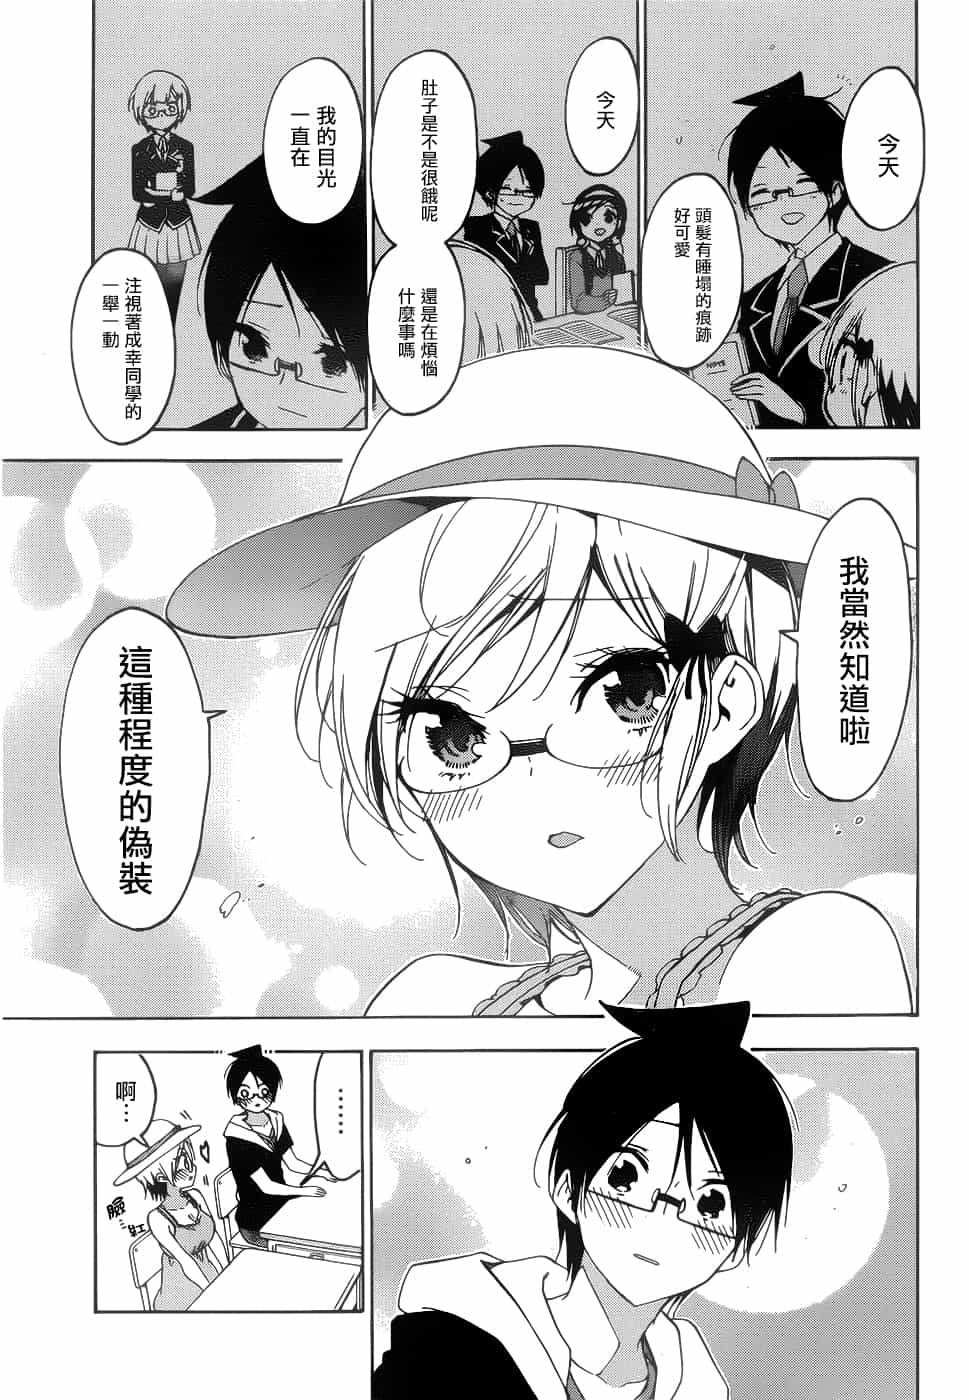 今天
頭髮有睡塌的痕跡
好可愛
今天
肚子是不是很餓呢
還是在煩惱
什麼事嗎
我的目光
一直在
注視著成幸同學的
一舉一動
我當然知道啦
這種程度的偽裝
………
啊…
臉…
紅